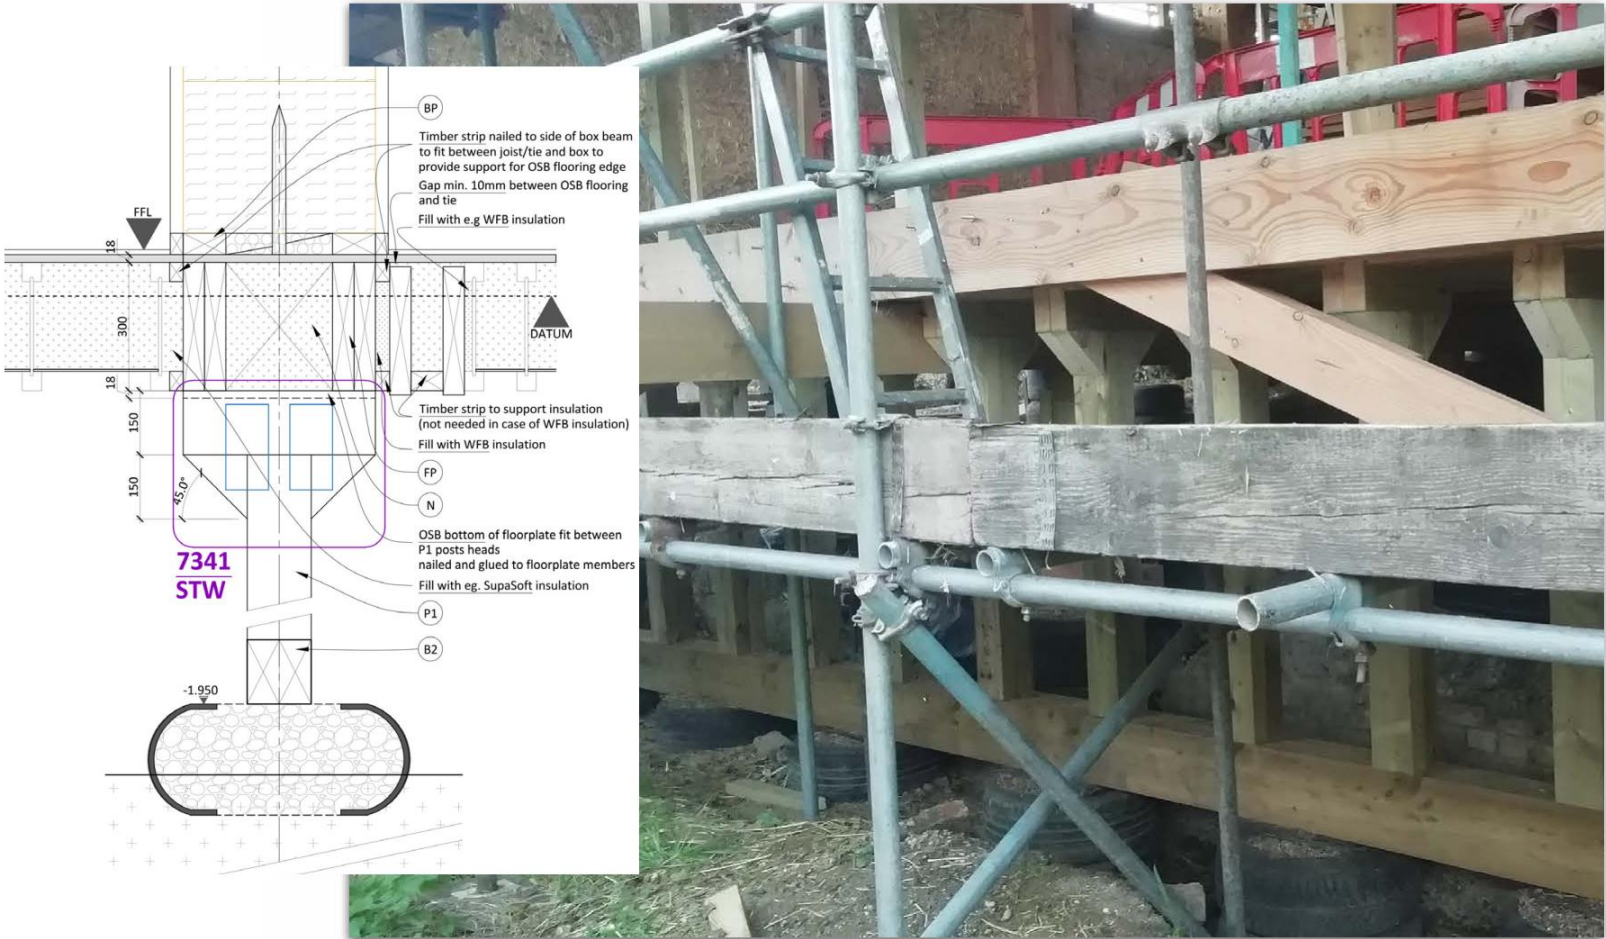 BP
Timber strip nailed to side of box beam
to fit between joist/tie and box to
provide support for OSB flooring edge
Gap min. 10mm between OSB flooring
and tie
Fill with e.g WFB insulation
FFL
18
300
DATUM
18
150
150
45.0°
Timber strip to support insulation
(not needed in case of WFB insulation)
Fill with WFB insulation
FP
N
OSB bottom of floorplate fit between
P1 posts heads
nailed and glued to floorplate members
Fill with eg. SupaSoft insulation
7341
STW
P1
B2
-1.950